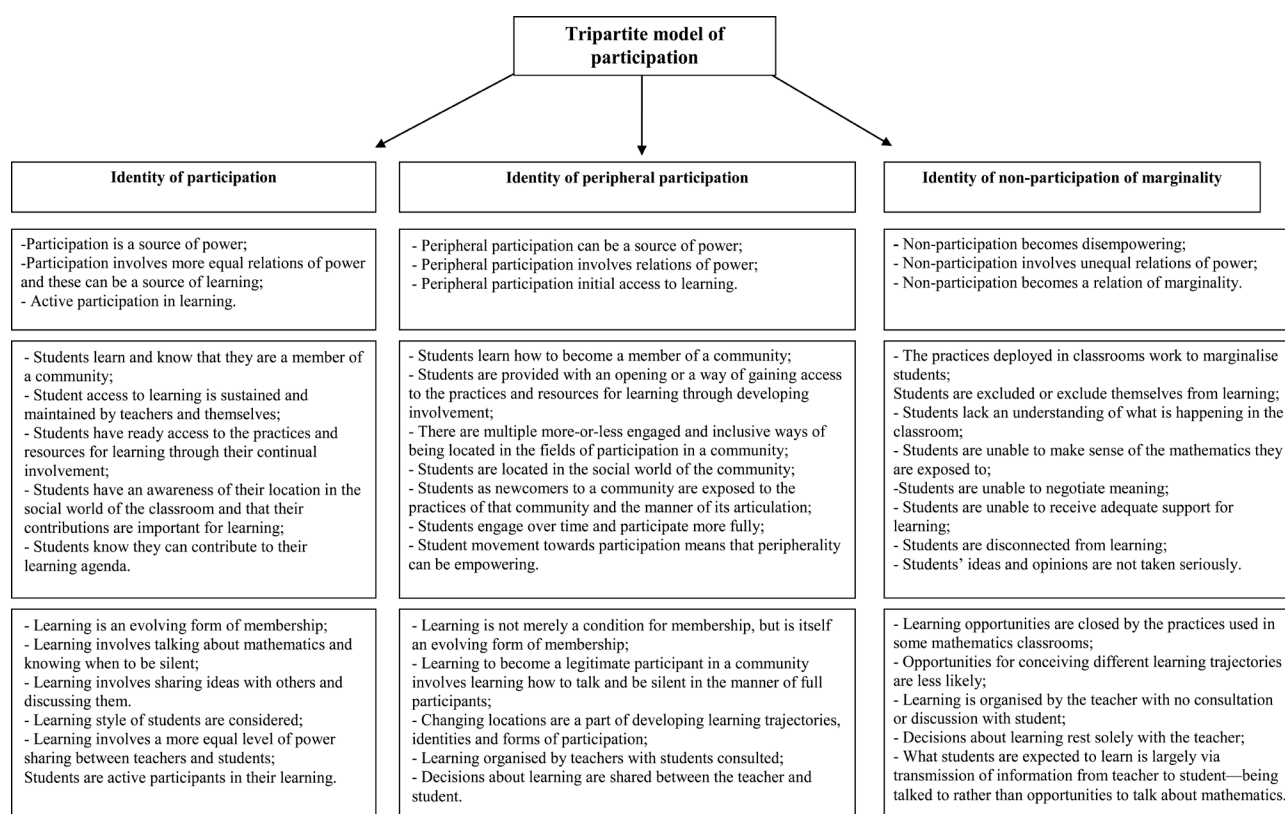 Tripartite model of
participation
Identity of participation
Identity of peripheral participation
Identity of non-participation of marginality
-Participation is a source of power;
-Participation involves more equal relations of power
and these can be a source of learning;
- Active participation in learning.
- Peripheral participation can be a source of power;
- Peripheral participation involves relations of power;
- Peripheral participation initial access to learning.
- Non-participation becomes disempowering;
- Non-participation involves unequal relations of power;
- Non-participation becomes a relation of marginality.
- Students learn and know that they are a member of
a community;
- Student access to learning is sustained and
maintained by teachers and themselves;
- Students have ready access to the practices and
resources for learning through their continual
involvement;
- Students have an awareness of their location in the
social world of the classroom and that their
contributions are important for learning;
- Students know they can contribute to their
learning agenda.
- Students learn how to become a member of a community;
- Students are provided with an opening or a way of gaining access
to the practices and resources for learning through developing
involvement;
- There are multiple more-or-less engaged and inclusive ways of
being located in the fields of participation in a community;
- Students are located in the social world of the community;
- Students as newcomers to a community are exposed to the
practices of that community and the manner of its articulation;
- Students engage over time and participate more fully;
- Student movement towards participation means that peripherality
can be empowering.
- The practices deployed in classrooms work to marginalise
students;
Students are excluded or exclude themselves from learning;
- Students lack an understanding of what is happening in the
classroom;
- Students are unable to make sense of the mathematics they
are exposed to;
-Students are unable to negotiate meaning;
- Students are unable to receive adequate support for
learning;
- Students are disconnected from learning;
- Students' ideas and opinions are not taken seriously.
- Learning is an evolving form of membership;
- Learning involves talking about mathematics and
knowing when to be silent;
- Learning involves sharing ideas with others and
discussing them.
- Learning style of students are considered;
- Learning involves a more equal level of power
sharing between teachers and students;
Students are active participants in their learning.
- Learning is not merely a condition for membership, but is itself
an evolving form of membership;
- Learning to become a legitimate participant in a community
involves learning how to talk and be silent in the manner of full
participants;
- Changing locations are a part of developing learning trajectories,
identities and forms of participation;
- Learning organised by teachers with students consulted;
- Decisions about learning are shared between the teacher and
student.
- Learning opportunities are closed by the practices used in
some mathematics classrooms;
- Opportunities for conceiving different learning trajectories
are less likely;
- Learning is organised by the teacher with no consultation
or discussion with student;
- Decisions about learning rest solely with the teacher;
- What students are expected to learn is largely via
transmission of information from teacher to student—being
talked to rather than opportunities to talk about mathematics.